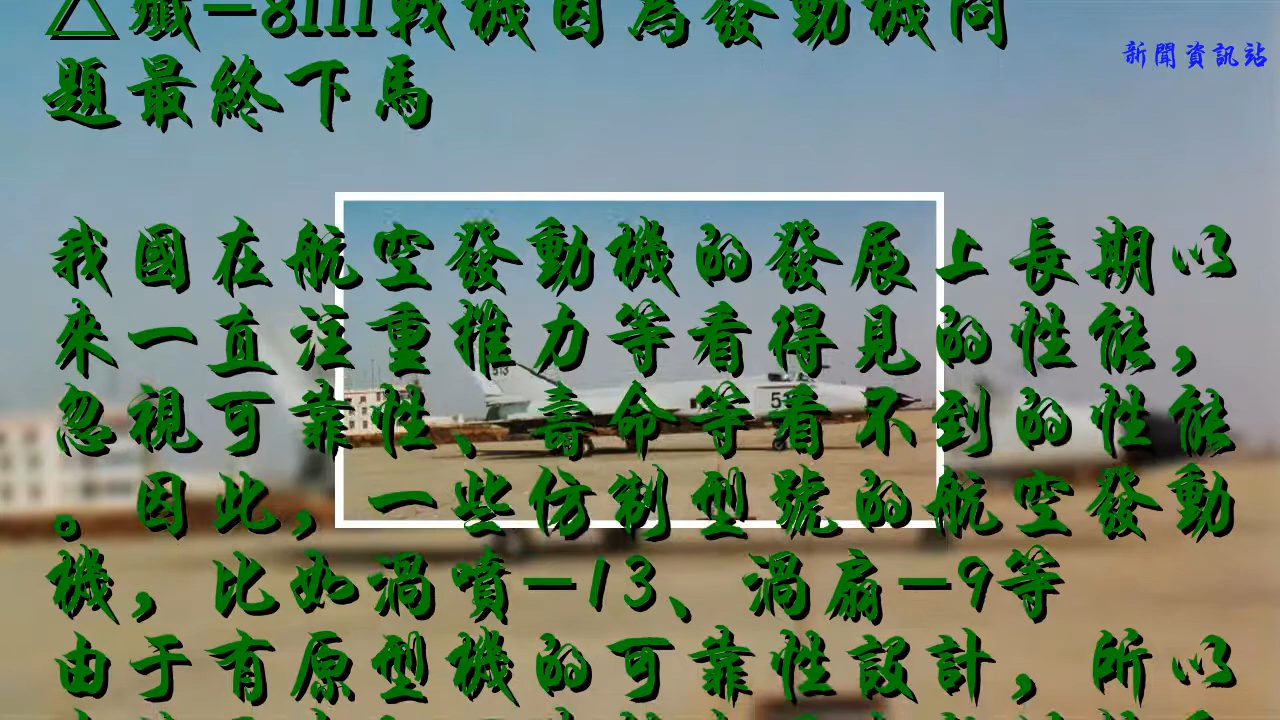 △殲-8III戰機因為發動機問
題最終下馬
新聞資訊站
我國在航空發動機的發展上長期以
來一直注重推力等看得見的性能，
忽視可靠性、壽命等看不到的性能
。因此，一些仿制型號的航空發動
機，比如渦噴-13、渦扇-9等
由于有原型機的可靠性設計，所以